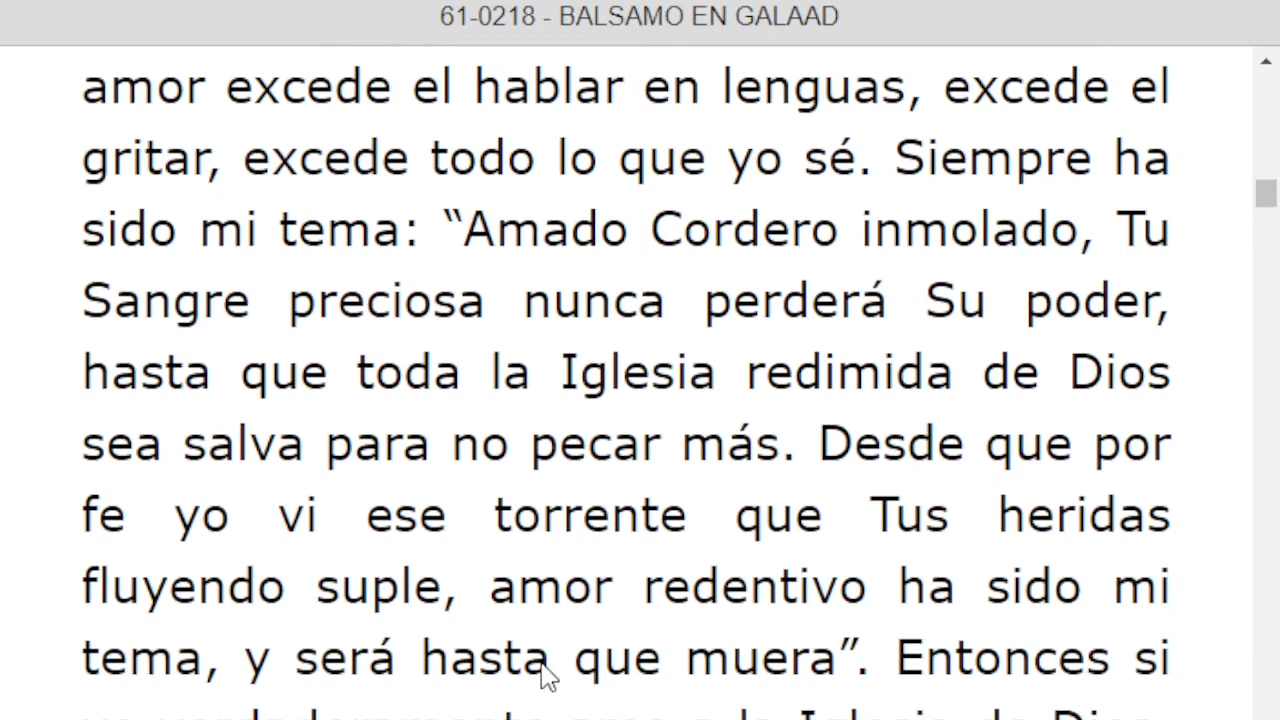 61-0218 - BALSAMO EN GALAAD
amor excede el hablar en lenguas, excede el
gritar, excede todo lo que yo sé. Siempre ha
sido mi tema: “Amado Cordero inmolado, Tu
Sangre preciosa nunca perderá Su poder,
hasta que toda la Iglesia redimida de Dios
sea salva para no pecar más. Desde que por
fe yo vi ese torrente que Tus heridas
fluyendo suple, amor redentivo ha sido mi
tema, y será hasta que muera”. Entonces si